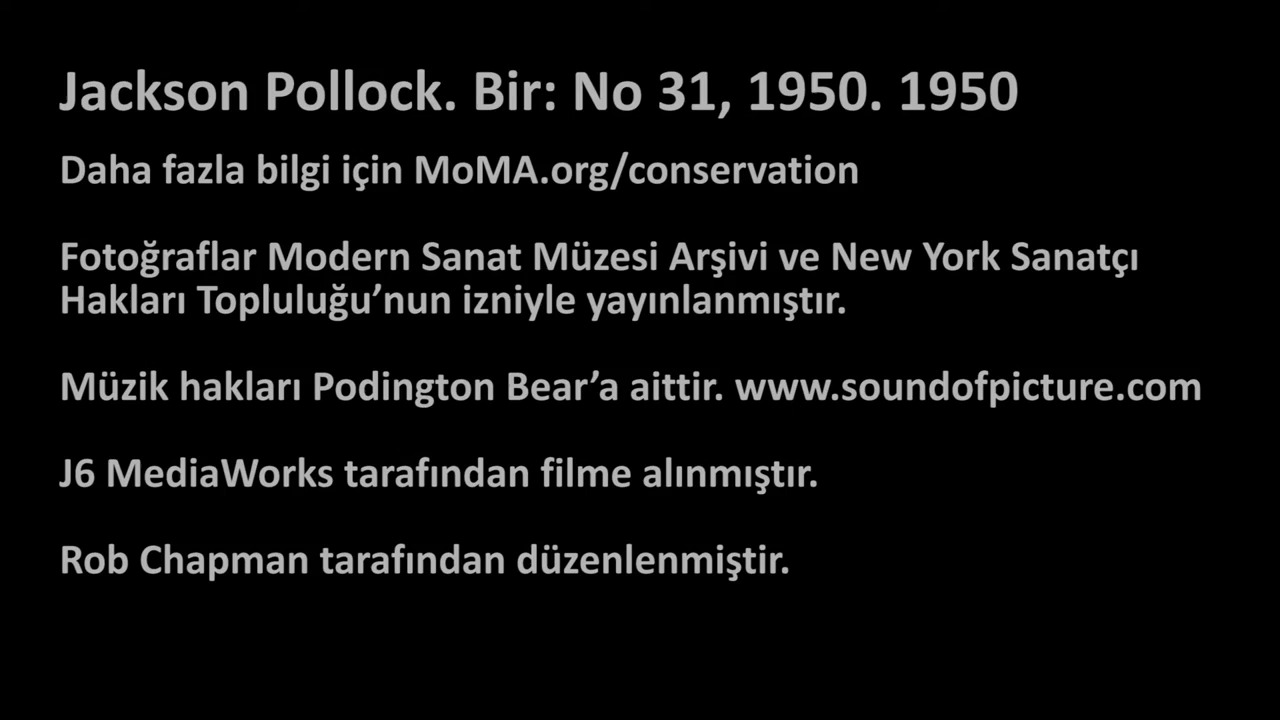 Jackson Pollock. Bir: No 31, 1950. 1950
Daha fazla bilgi için MoMA.org/conservation
Fotoğraflar Modern Sanat Müzesi Arşivi ve New York Sanatçı
Hakları Topluluğu’nun izniyle yayınlanmıştır.
Müzik hakları Podington Bear’a aittir. www.soundofpicture.com
J6 MediaWorks tarafından filme alınmıştır.
Rob Chapman tarafından düzenlenmiştir.